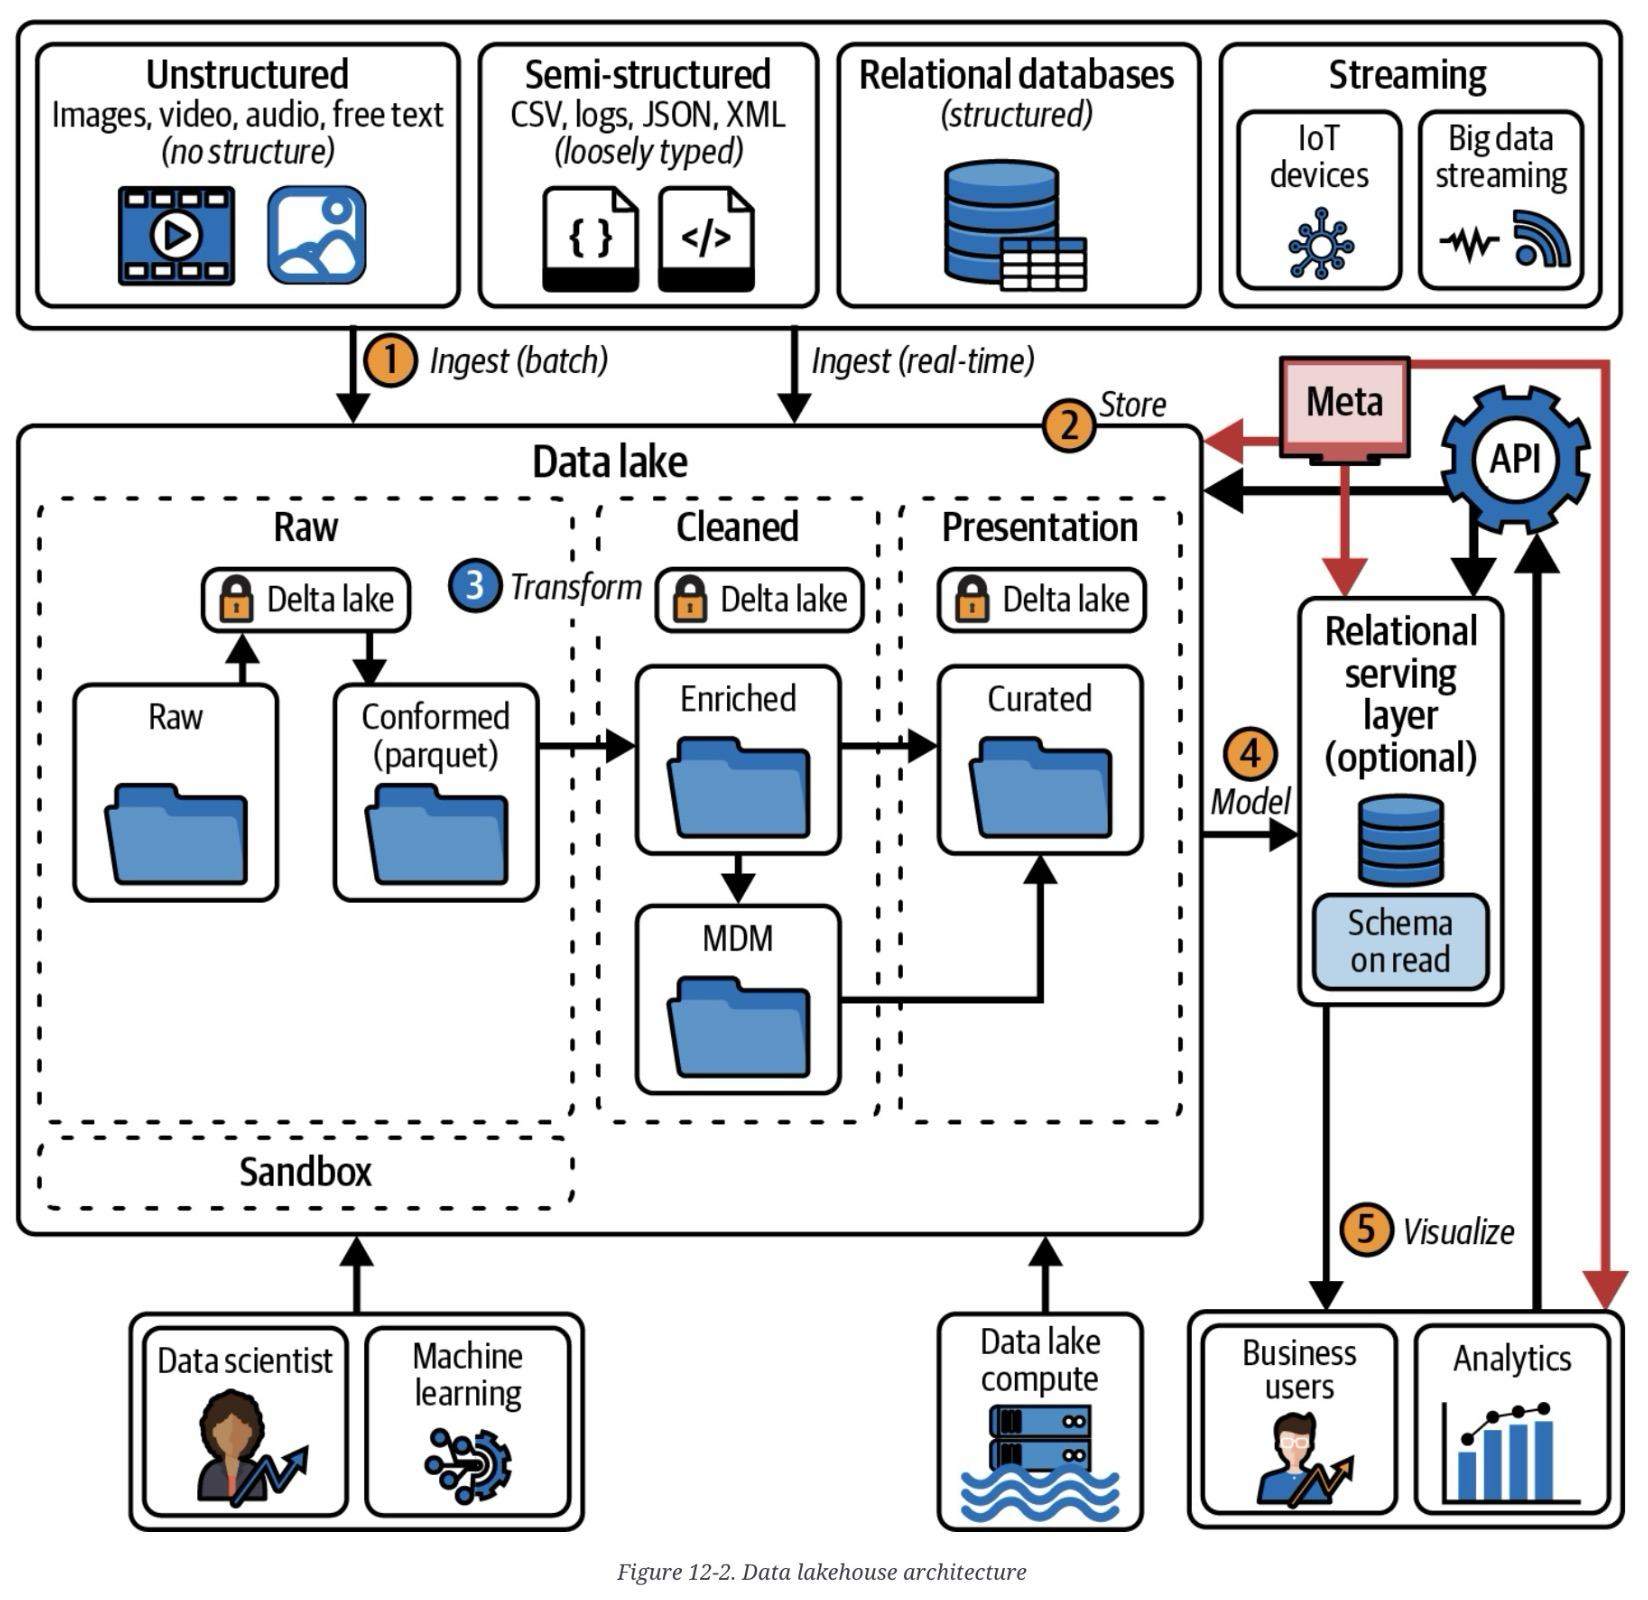 Unstructured
Images, video, audio, free text
(no structure)
Semi-structured
CSV, logs, JSON, XML
(loosely typed)
{ }
</>
Relational databases
(structured)
Streaming
IoT
devices
Big data
streaming
1
Ingest (batch)
Ingest (real-time)
2
Store
Meta
API
Data lake
Raw
Delta lake
3
Transform
Raw
Conformed
(parquet)
Cleaned
Delta lake
Enriched
MDM
Presentation
Delta lake
Curated
Sandbox
4
Model
Relational
serving
layer
(optional)
Schema
on read
5
Visualize
Data scientist
Machine
learning
Data lake
compute
Business
users
Analytics
Figure 12-2. Data lakehouse architecture